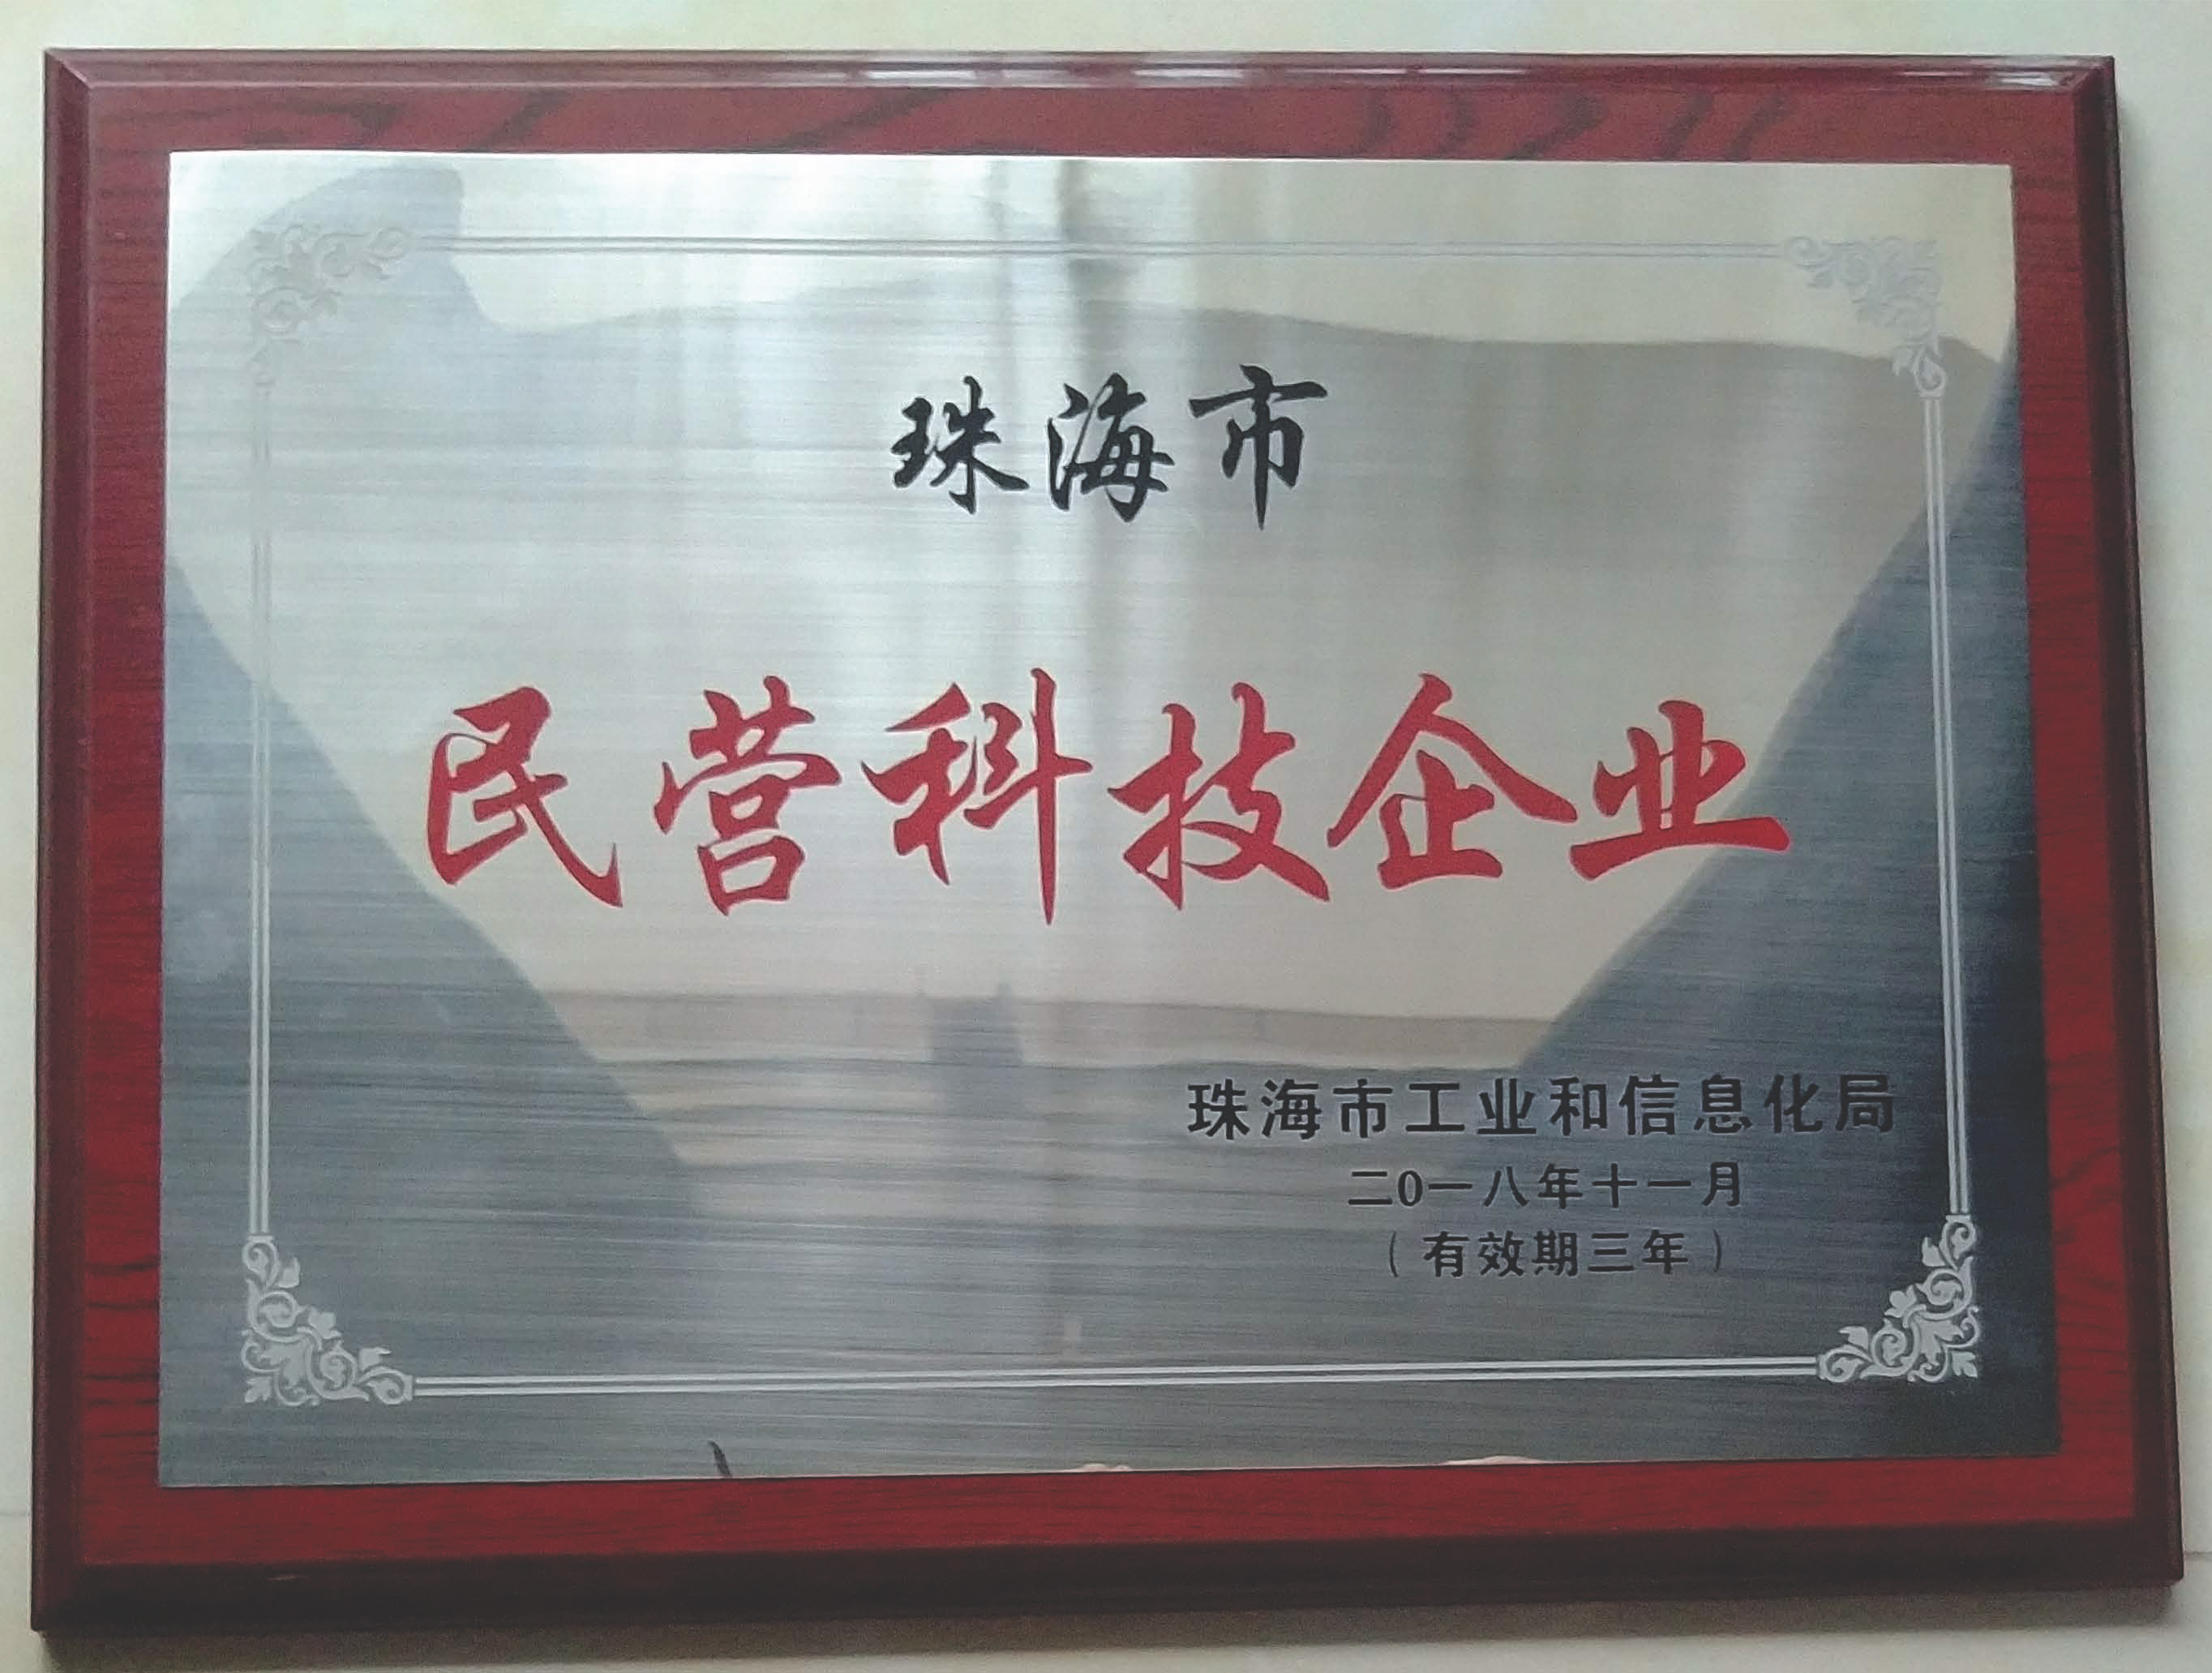 珠海市
民营科技企业
珠海市工业和信息化局
二0一八年十一月
（有效期三年）